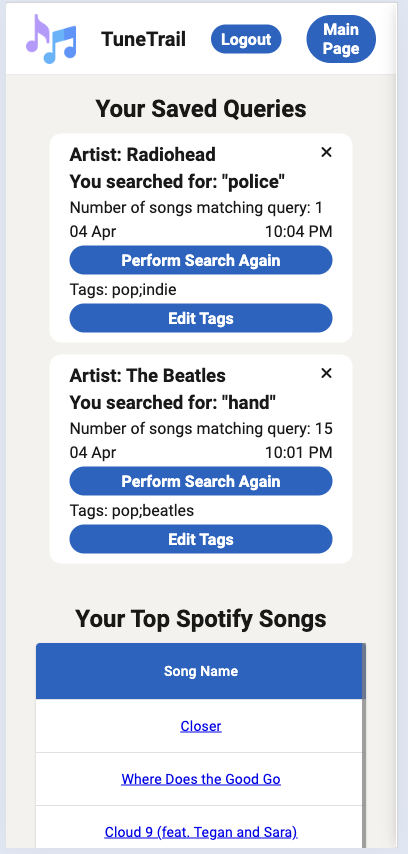 TuneTrail
Logout
Main
Page
Your Saved Queries
Artist: Radiohead
×
You searched for: "police"
Number of songs matching query: 1
04 Apr 10:04 PM
Perform Search Again
Tags: pop;indie
Edit Tags
Artist: The Beatles
×
You searched for: "hand"
Number of songs matching query: 15
04 Apr 10:01 PM
Perform Search Again
Tags: pop;beatles
Edit Tags
Your Top Spotify Songs
Song Name
Closer
Where Does the Good Go
Cloud 9 (feat. Tegan and Sara)